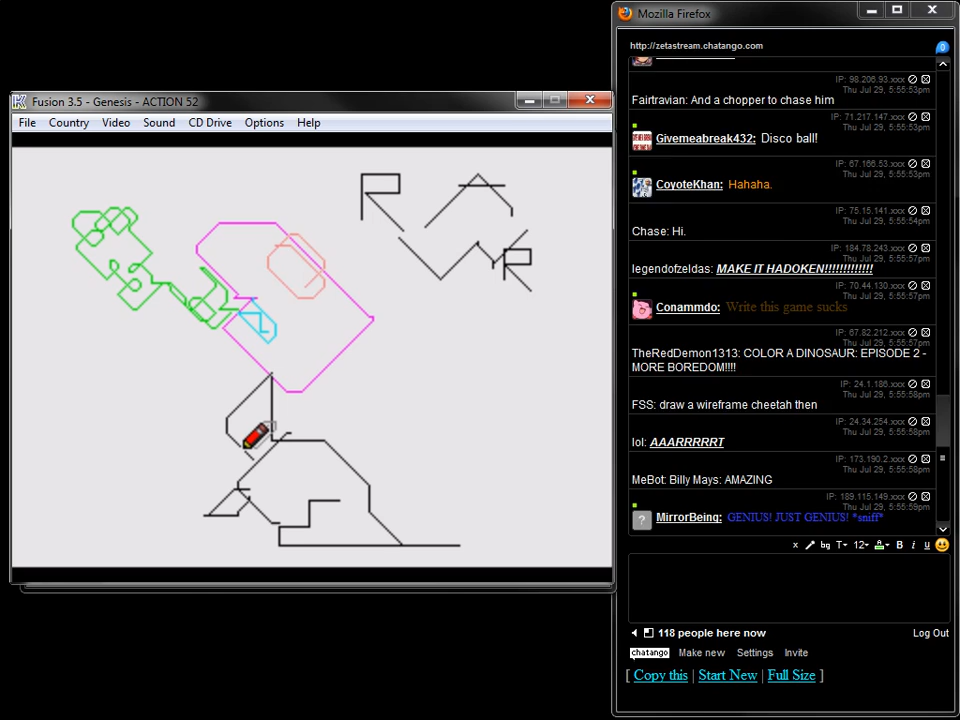 Mozilla Firefox
http://zetastream.chatango.com
0
IP: 98.206.93.xxx
Thu Jul 29, 5:55:53pm
Fairtravian: And a chopper to chase him
IP: 71.217.147.xxx
Thu Jul 29, 5:55:53pm
Givemeabreak432: Disco ball!
IP: 67.166.53.xxx
Thu Jul 29, 5:55:53pm
CoyoteKhan: Hahaha.
IP: 75.15.141.xxx
Thu Jul 29, 5:55:54pm
Chase: Hi.
IP: 184.78.243.xxx
Thu Jul 29, 5:55:56pm
legendofzeldas: MAKE IT HADOKEN!!!!!!!!!!!!
IP: 70.44.130.xxx
Thu Jul 29, 5:55:57pm
Conammdo: Write this game sucks
IP: 67.82.212.xxx
Thu Jul 29, 5:55:57pm
TheRedDemon1313: COLOR A DINOSAUR: EPISODE 2 -
MORE BOREDOM!!!!
IP: 24.1.186.xxx
Thu Jul 29, 5:55:58pm
FSS: draw a wireframe cheetah then
IP: 24.34.254.xxx
Thu Jul 29, 5:55:58pm
lol: AAARRRRRT
IP: 173.190.2.xxx
Thu Jul 29, 5:55:58pm
MeBot: Billy Mays: AMAZING
IP: 189.115.149.xxx
Thu Jul 29, 5:55:59pm
MirrorBeing: GENIUS! JUST GENIUS! *sniff*
x bg T 12 B i u
118 people here now
Log Out
chatango Make new Settings Invite
[ Copy this | Start New | Full Size ]
Fusion 3.5 - Genesis - ACTION 52
File Country Video Sound CD Drive Options Help